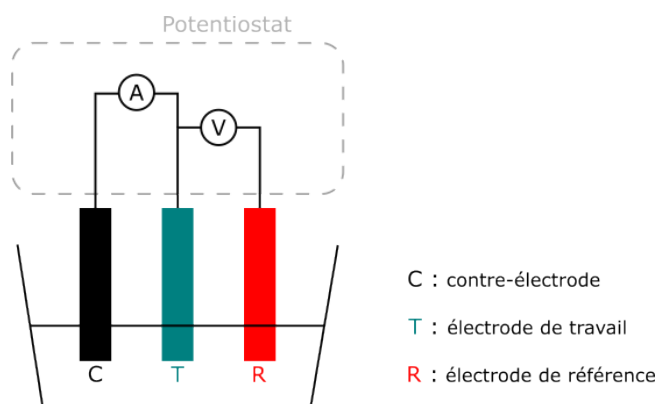 Potentiostat
A
V
C
T
R
C : contre-électrode
T : électrode de travail
R : électrode de référence